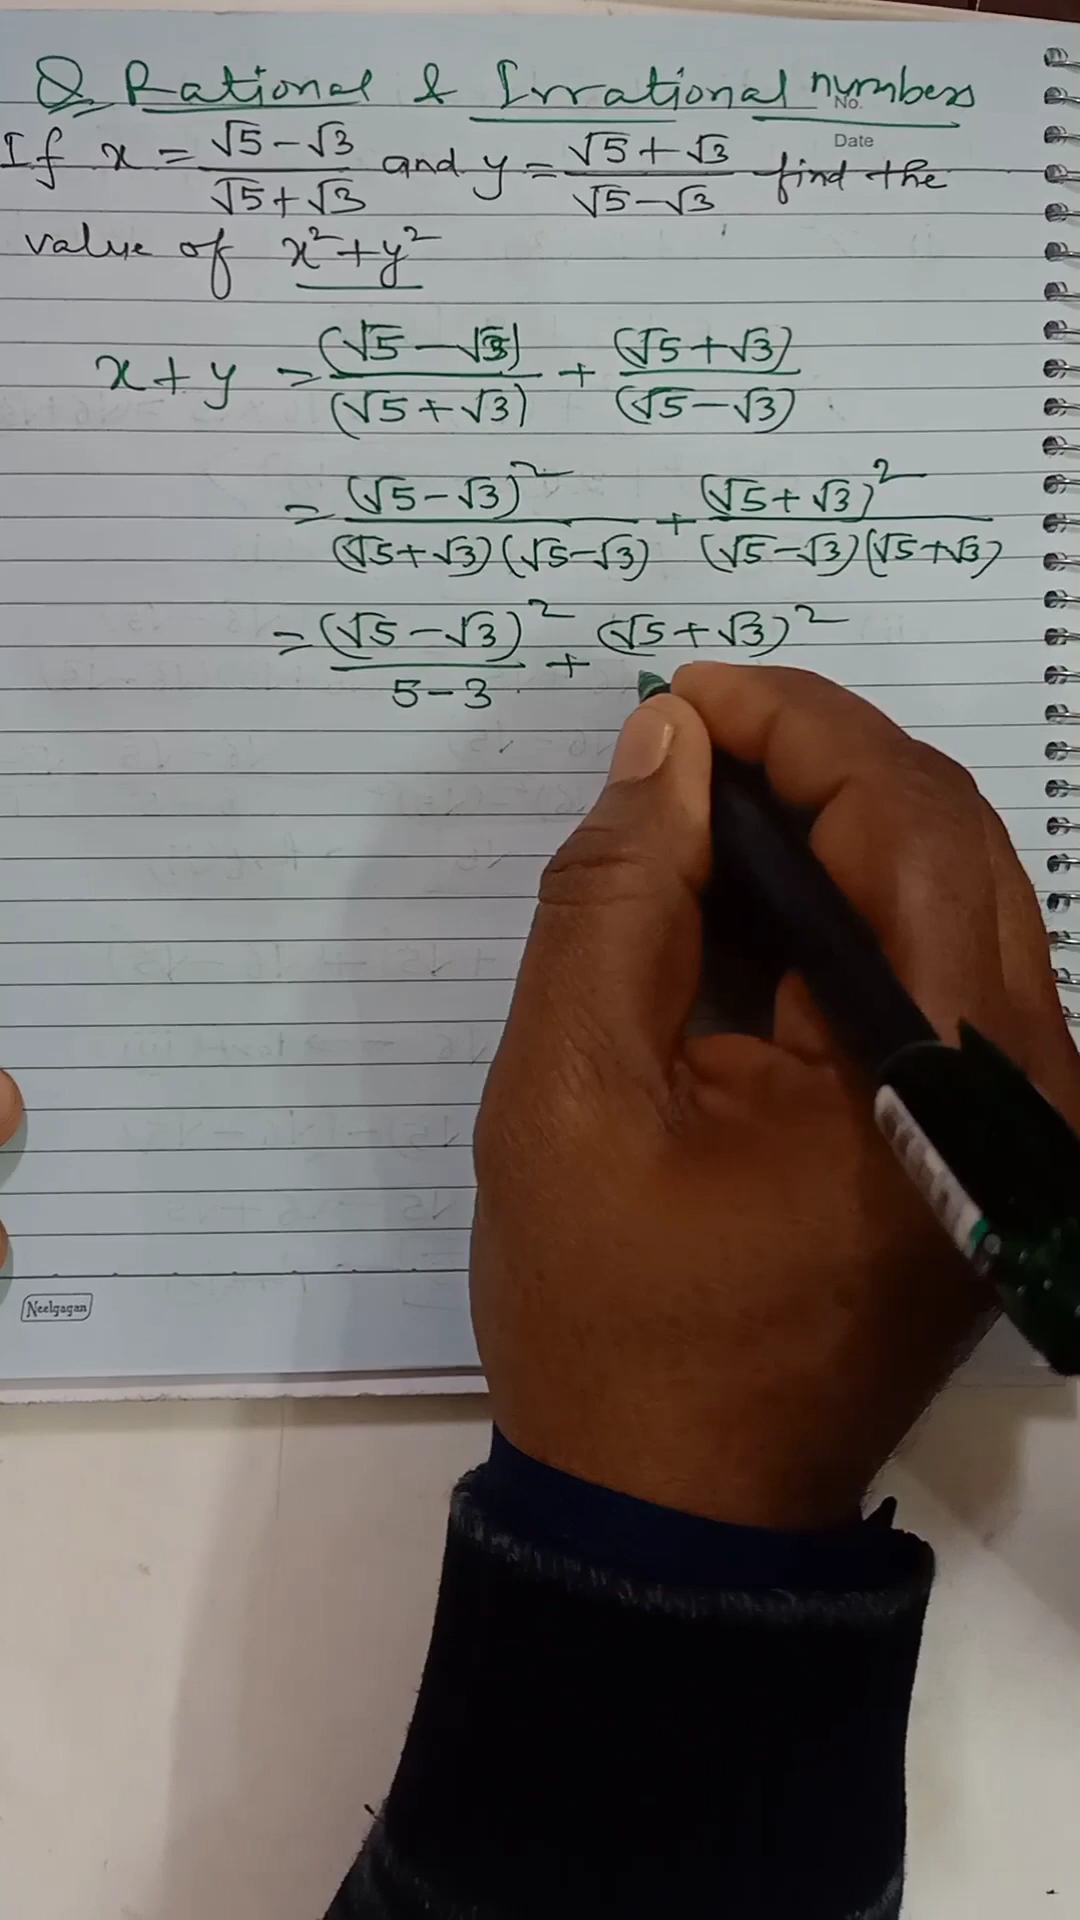 Q Rational & Irrational numbers
No.
Date
If x = √5-√3/√5+√3 and y = √5+√3/√5-√3 find the
value of x²+y²
x+y = (√5-√3)/(√5+√3) + (√5+√3)/(√5-√3)
= (√5-√3)²/(√5+√3)(√5-√3) + (√5+√3)²/(√5-√3)(√5+√3)
= (√5-√3)²/5-3 + (√5+√3)²
Neelgagan